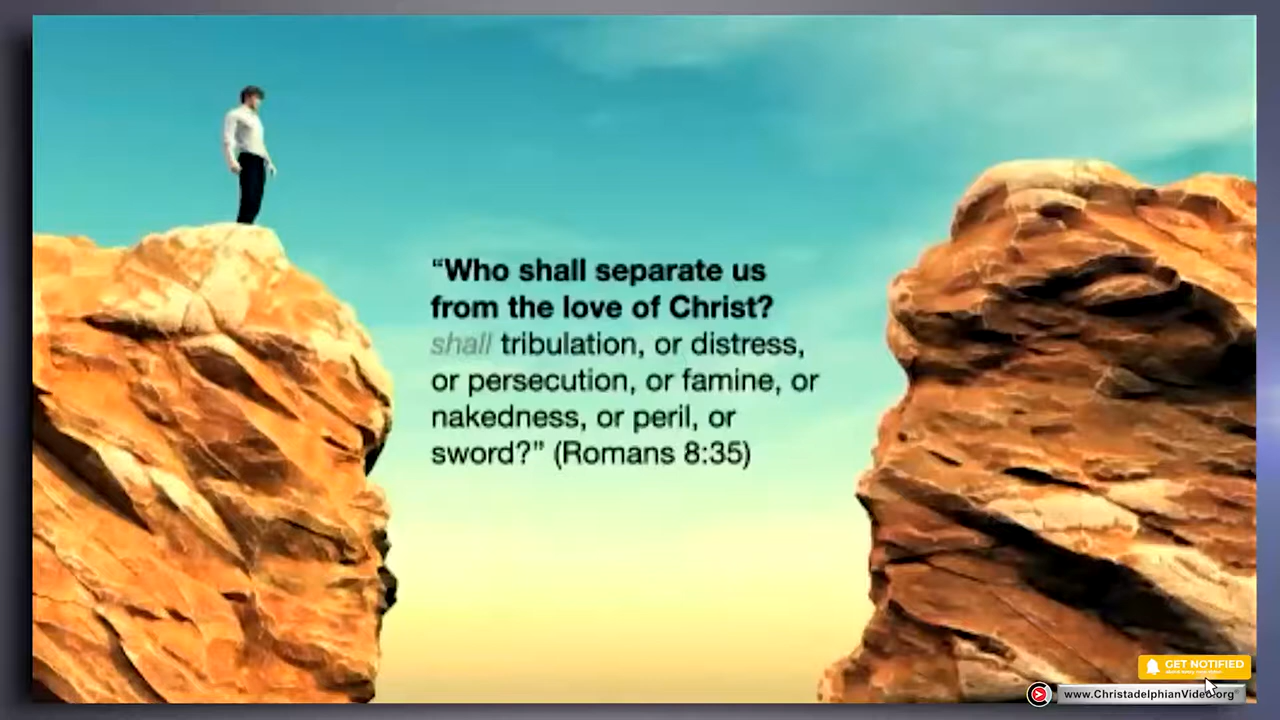 “Who shall separate us
from the love of Christ?
shall tribulation, or distress,
or persecution, or famine, or
nakedness, or peril, or
sword?” (Romans 8:35)
GET NOTIFIED
www.ChristadelphianVideo.org